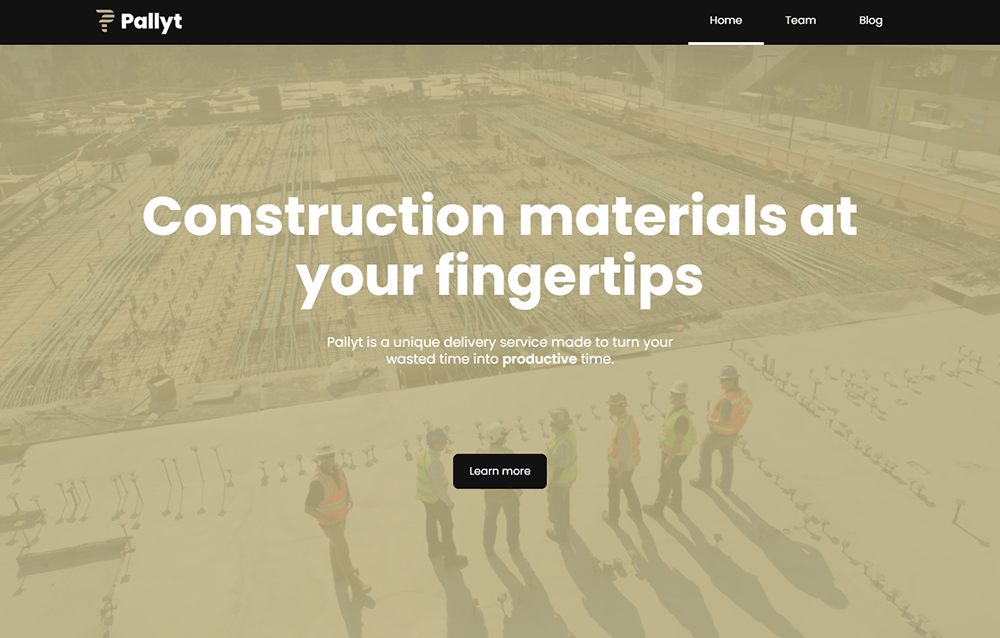 Pallyt
Home
Team
Blog
Construction materials at
your fingertips
Pallyt is a unique delivery service made to turn your
wasted time into productive time.
Learn more